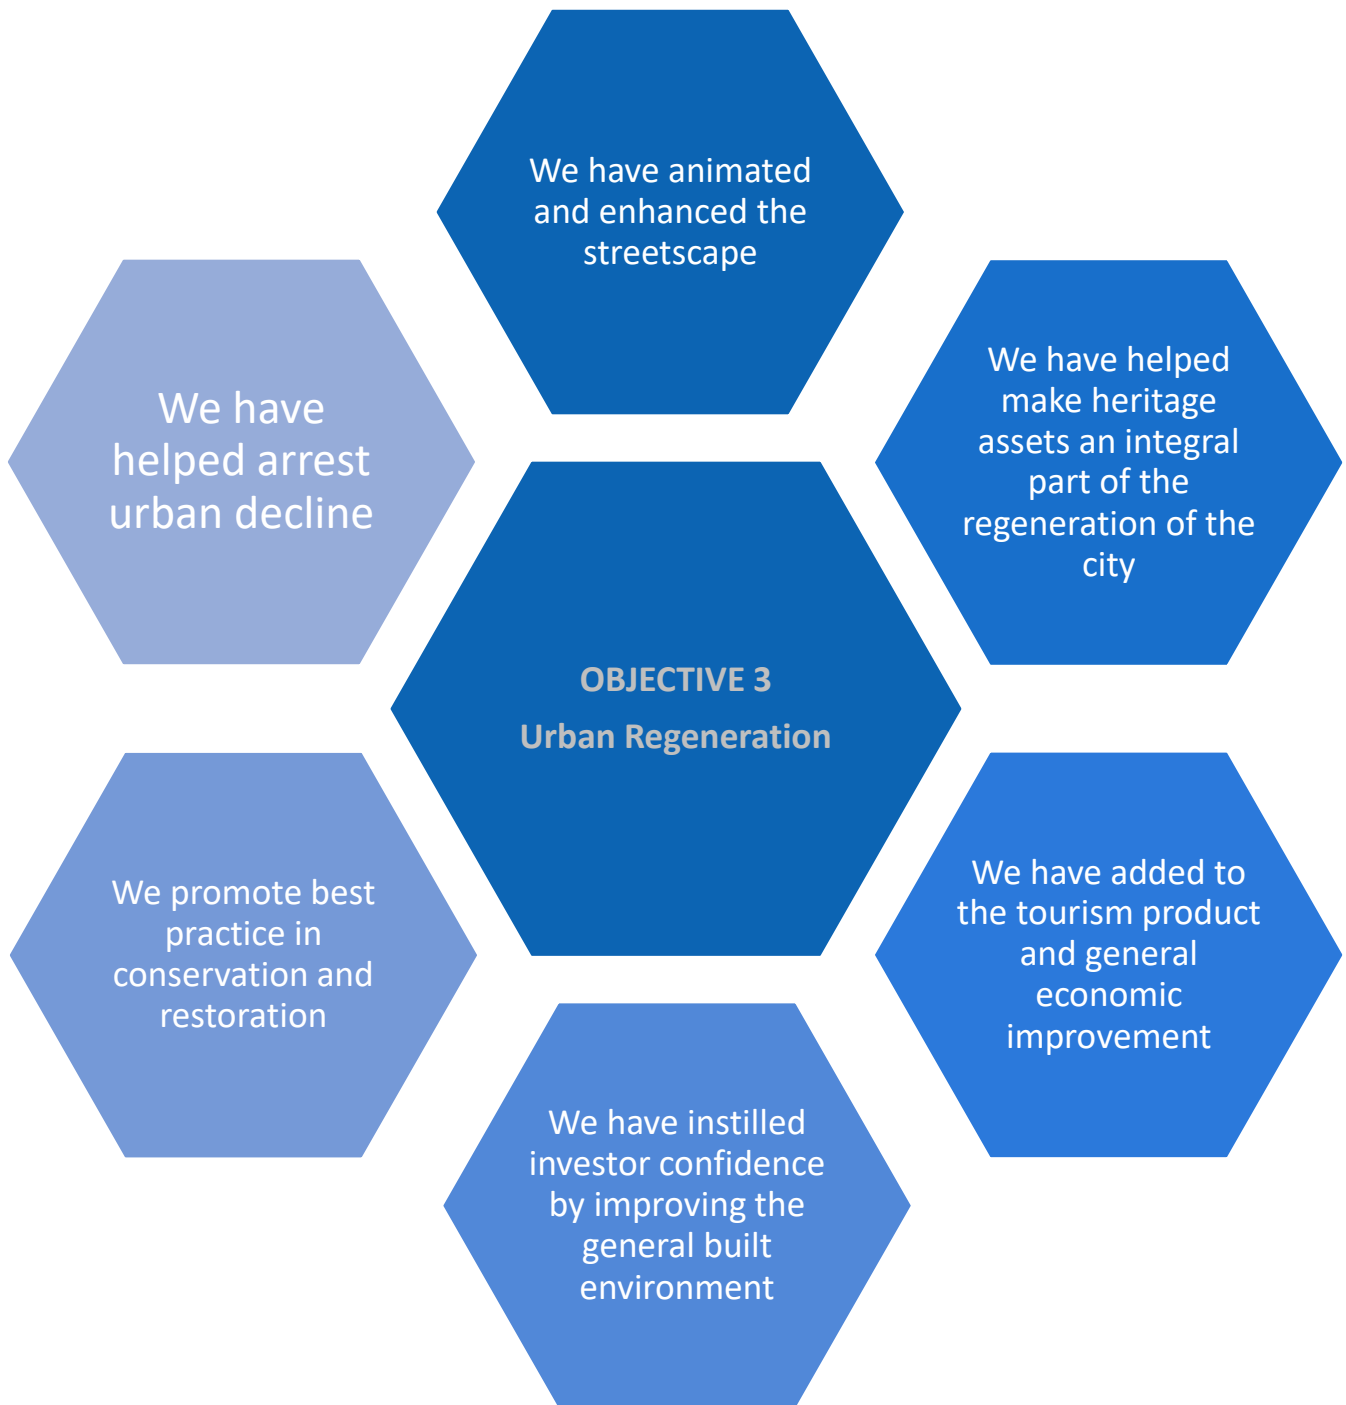 We have animated
and enhanced the
streetscape
We have helped
make heritage
assets an integral
part of the
regeneration of the
city
We have
helped arrest
urban decline
OBJECTIVE 3
Urban Regeneration
We have added to
the tourism product
and general
economic
improvement
We promote best
practice in
conservation and
restoration
We have instilled
investor confidence
by improving the
general built
environment